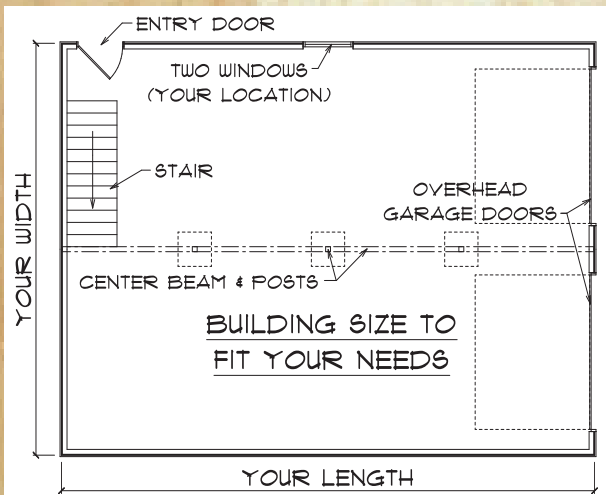 ENTRY DOOR
TWO WINDOWS
(YOUR LOCATION)
STAIR
OVERHEAD
GARAGE DOORS
YOUR WIDTH
CENTER BEAM & POSTS
BUILDING SIZE TO
FIT YOUR NEEDS
YOUR LENGTH